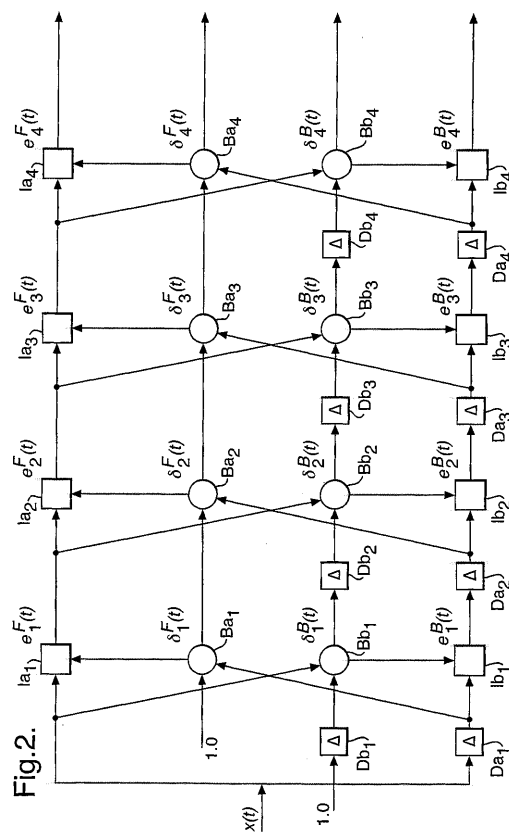 Fig.2.
Ia₁ e₁ᶠ(t) Ia₂ e₂ᶠ(t) Ia₃ e₃ᶠ(t) Ia₄ e₄ᶠ(t)
δ₁ᶠ(t) δ₂ᶠ(t) δ₃ᶠ(t) δ₄ᶠ(t)
1.0 Ba₁ Ba₂ Ba₃ Ba₄
δ₁ᴮ(t) δ₂ᴮ(t) δ₃ᴮ(t) δ₄ᴮ(t)
x(t)
1.0 Δ Δ Δ Δ
Db₁ Bb₁ Db₂ Bb₂ Db₃ Bb₃ Db₄ Bb₄
e₁ᴮ(t) e₂ᴮ(t) e₃ᴮ(t) e₄ᴮ(t)
Δ Δ Δ Δ
Da₁ Ib₁ Da₂ Ib₂ Da₃ Ib₃ Da₄ Ib₄